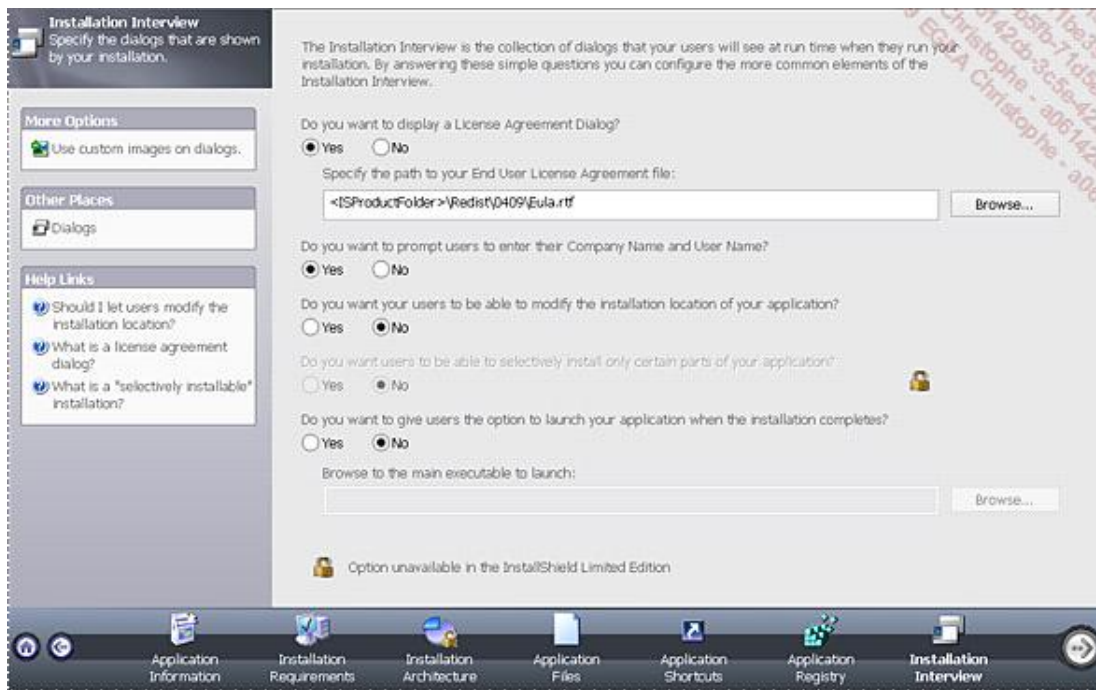 Installation Interview
Specify the dialogs that are shown
by your installation.
More Options
Use custom images on dialogs.
Other Places
Dialogs
Help Links
Should I let users modify the
installation location?
What is a license agreement
dialog?
What is a "selectively installable"
installation?
The Installation Interview is the collection of dialogs that your users will see at run time when they run your
installation. By answering these simple questions you can configure the more common elements of the
Installation Interview.
Do you want to display a License Agreement Dialog?
Yes No
Specify the path to your End User License Agreement file:
<ISProductFolder>\Redist\0409\Eula.rtf
Browse...
Do you want to prompt users to enter their Company Name and User Name?
Yes No
Do you want your users to be able to modify the installation location of your application?
Yes No
Do you want users to be able to selectively install only certain parts of your application?
Yes No
Do you want to give users the option to launch your application when the installation completes?
Yes No
Browse to the main executable to launch:
Browse...
Option unavailable in the InstallShield Limited Edition
Application
Information
Installation
Requirements
Installation
Architecture
Application
Files
Application
Shortcuts
Application
Registry
Installation
Interview
EGEA Christophe